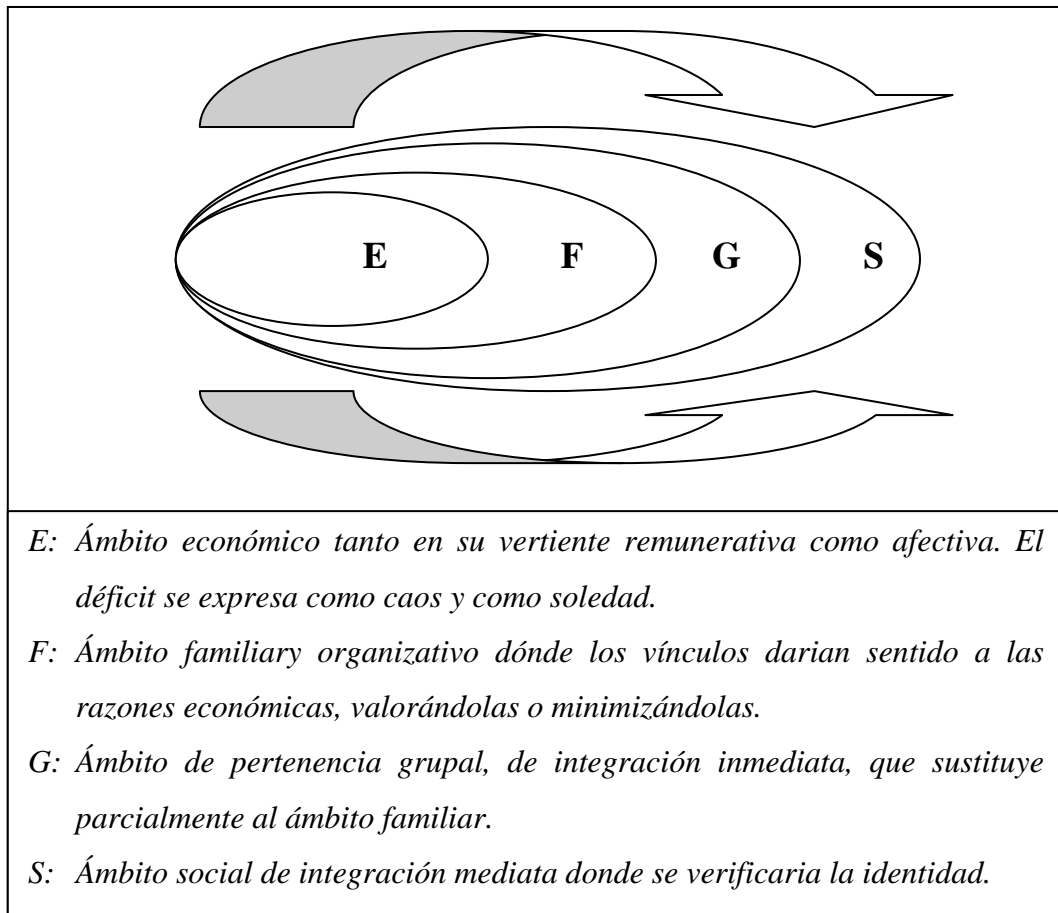 E F G S
E: Ámbito económico tanto en su vertiente remunerativa como afectiva. El
déficit se expresa como caos y como soledad.
F: Ámbito familiary organizativo dónde los vínculos darian sentido a las
razones económicas, valorándolas o minimizándolas.
G: Ámbito de pertenencia grupal, de integración inmediata, que sustituye
parcialmente al ámbito familiar.
S: Ámbito social de integración mediata donde se verificaria la identidad.